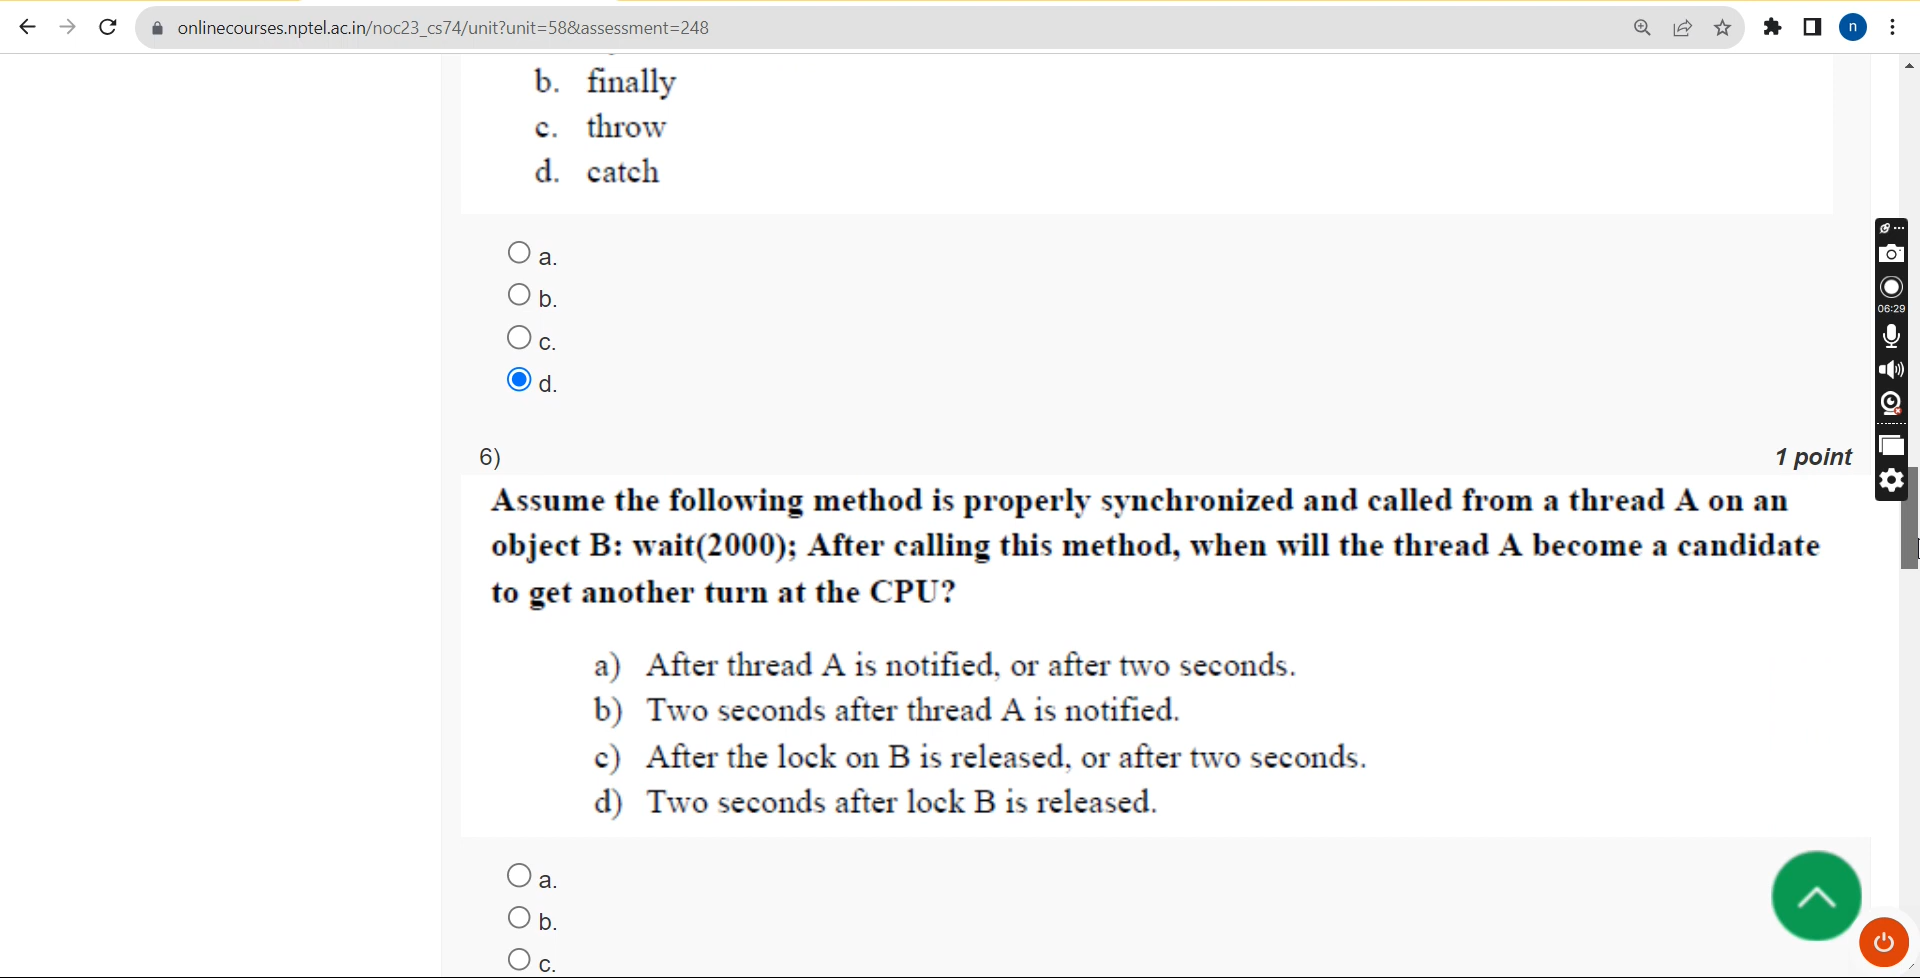 onlinecourses.nptel.ac.in/noc23_cs74/unit?unit=58&assessment=248
n
b. finally
c. throw
d. catch
a.
b.
c.
d.
06:29
6)
1 point
Assume the following method is properly synchronized and called from a thread A on an
object B: wait(2000); After calling this method, when will the thread A become a candidate
to get another turn at the CPU?
a) After thread A is notified, or after two seconds.
b) Two seconds after thread A is notified.
c) After the lock on B is released, or after two seconds.
d) Two seconds after lock B is released.
a.
b.
c.